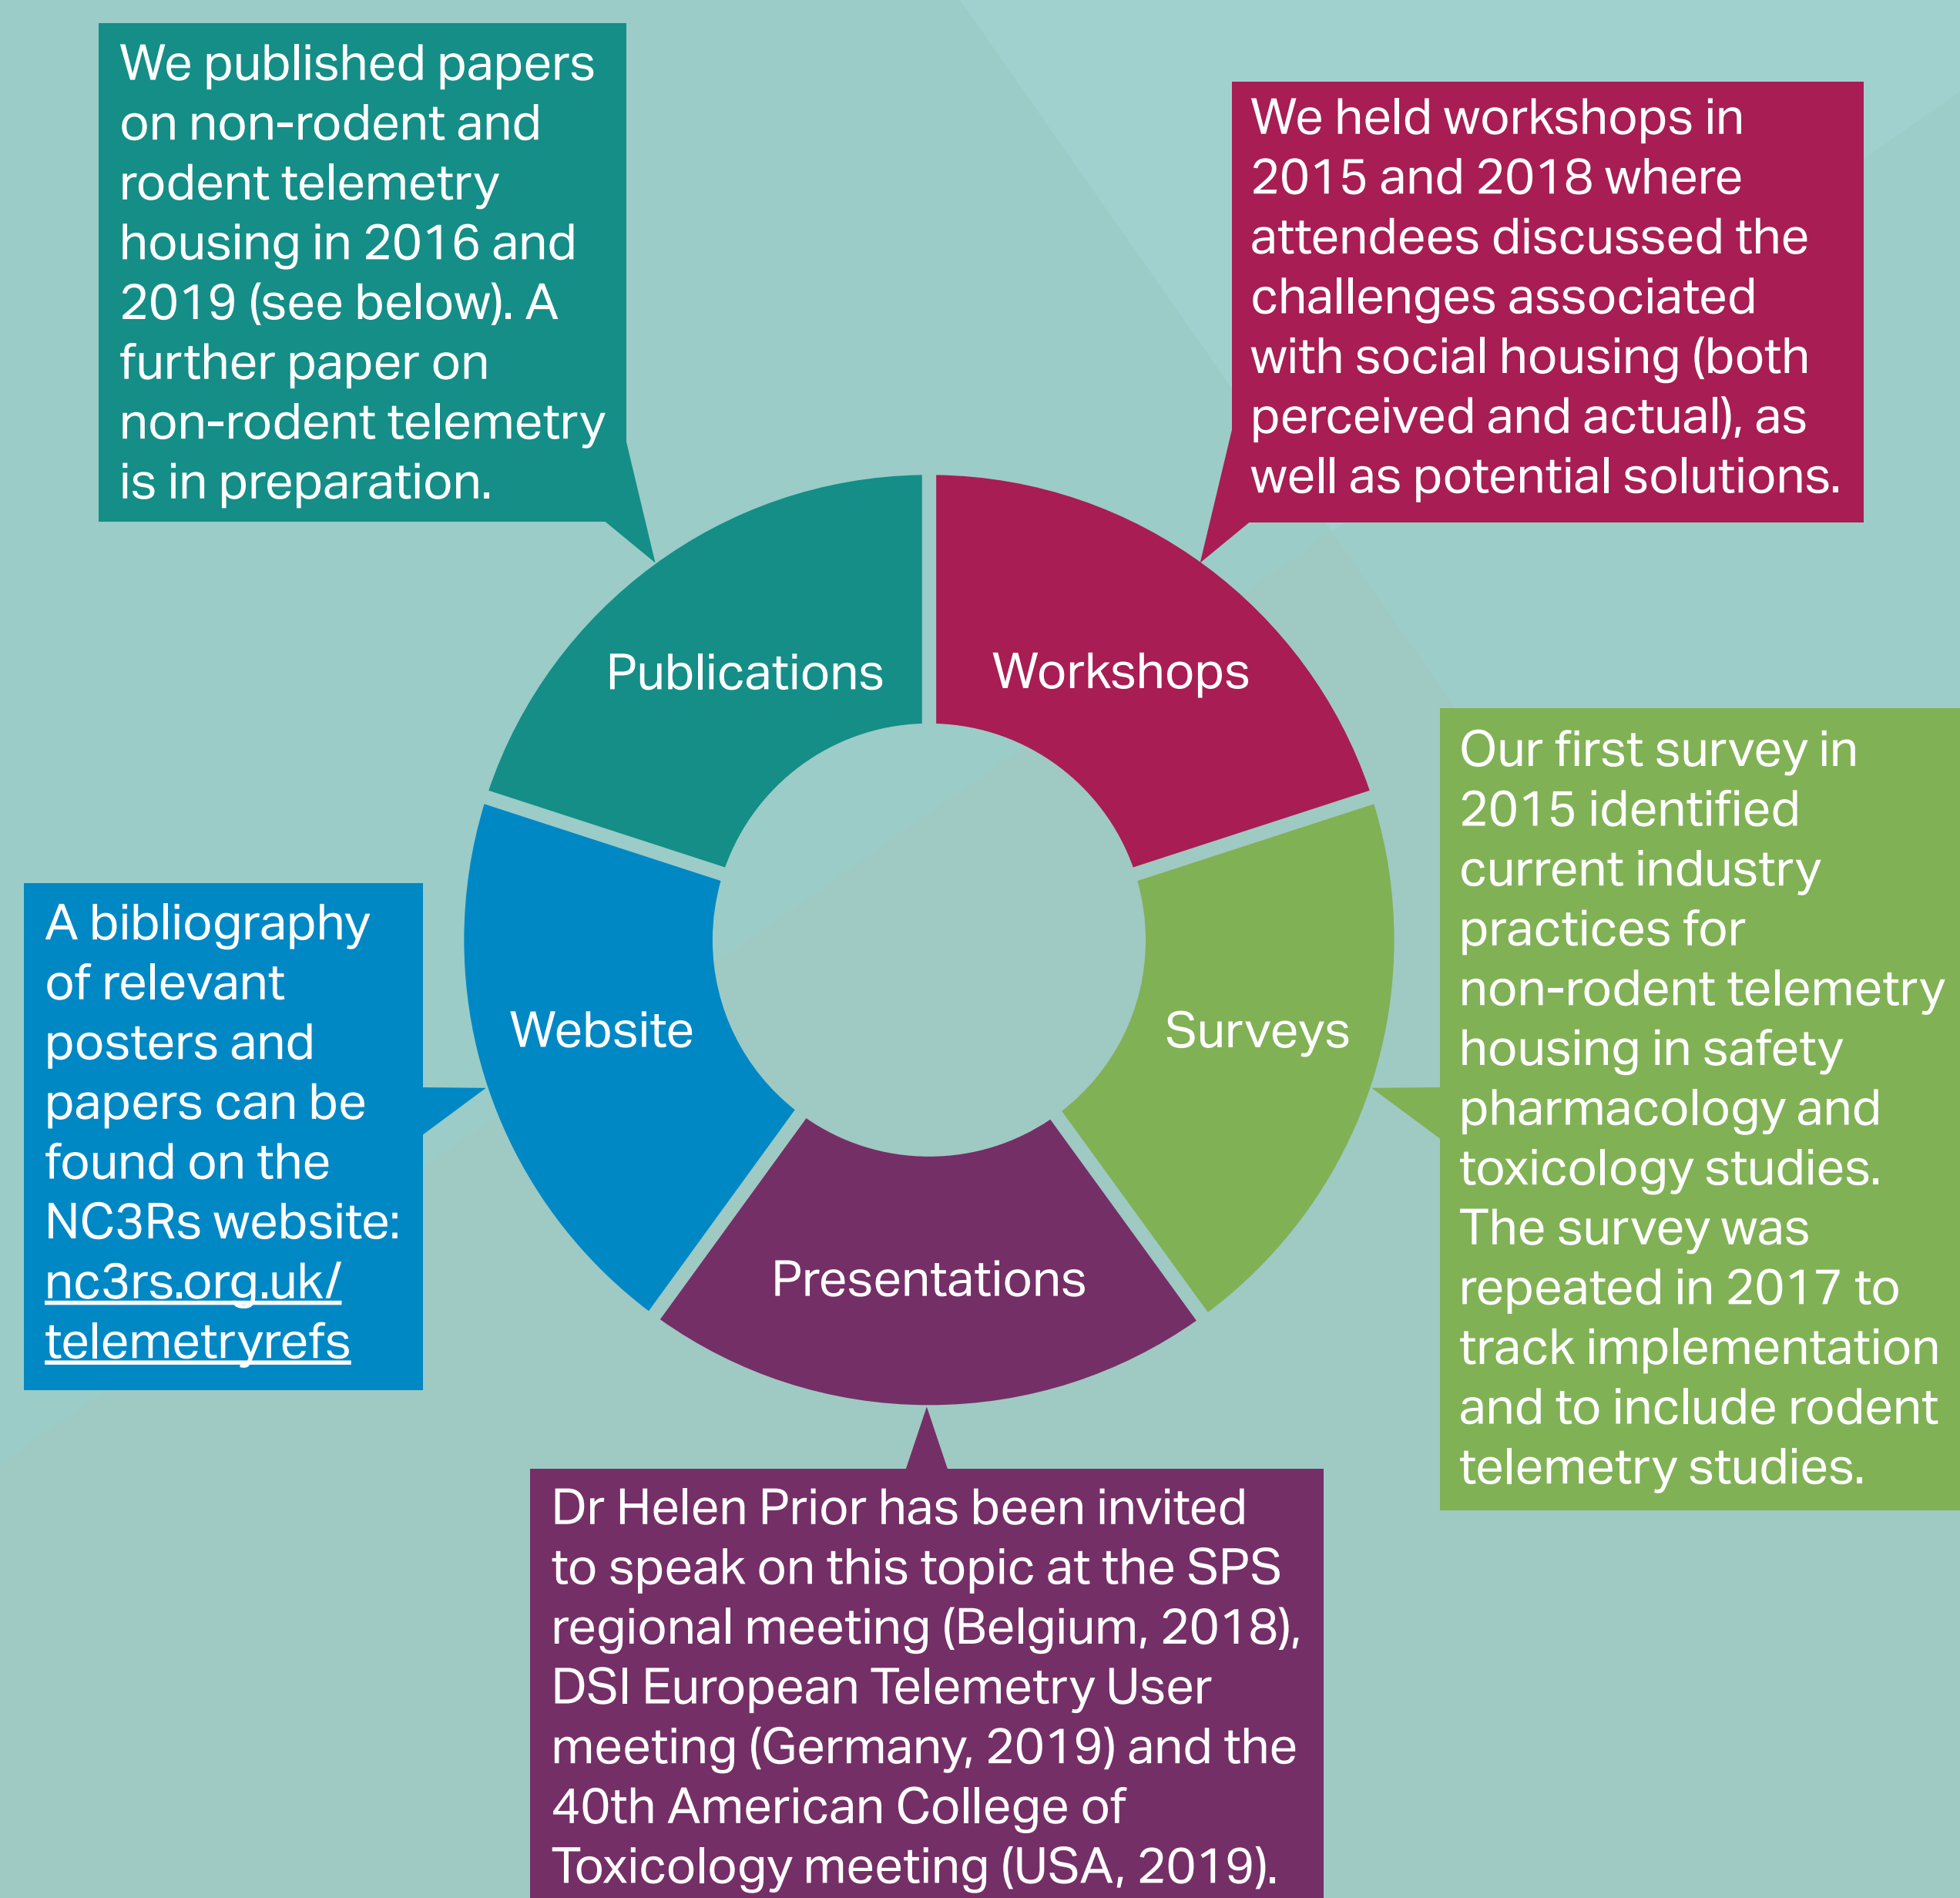 We published papers
on non-rodent and
rodent telemetry
housing in 2016 and
2019 (see below). A
further paper on
non-rodent telemetry
is in preparation.
We held workshops in
2015 and 2018 where
attendees discussed the
challenges associated
with social housing (both
perceived and actual), as
well as potential solutions.
Publications
Workshops
Our first survey in
2015 identified
current industry
practices for
non-rodent telemetry
housing in safety
pharmacology and
toxicology studies.
The survey was
repeated in 2017 to
track implementation
and to include rodent
telemetry studies.
A bibliography
of relevant
posters and
papers can be
found on the
NC3Rs website:
nc3rs.org.uk/
telemetryrefs
Website
Surveys
Presentations
Dr Helen Prior has been invited
to speak on this topic at the SPS
regional meeting (Belgium, 2018),
DSI European Telemetry User
meeting (Germany, 2019) and the
40th American College of
Toxicology meeting (USA, 2019).